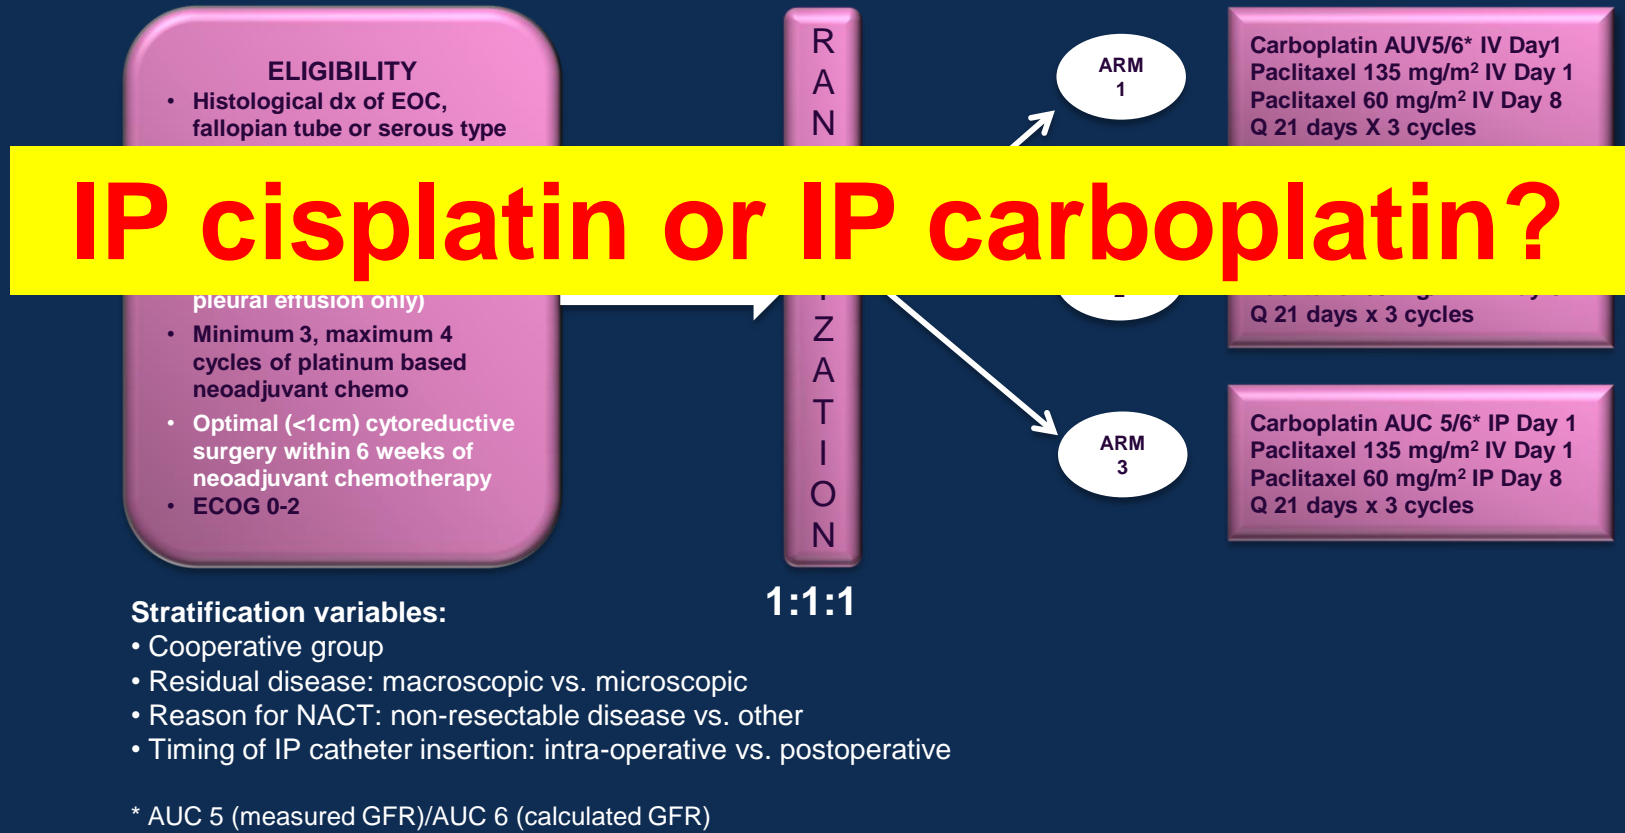 ELIGIBILITY
• Histological dx of EOC,
fallopian tube or serous type
IP cisplatin or IP carboplatin?
pleural effusion only)
• Minimum 3, maximum 4
cycles of platinum based
neoadjuvant chemo
• Optimal (<1cm) cytoreductive
surgery within 6 weeks of
neoadjuvant chemotherapy
• ECOG 0-2
R
A
N
Z
A
T
I
O
N
1:1:1
ARM
1
Carboplatin AUV5/6* IV Day1
Paclitaxel 135 mg/m² IV Day 1
Paclitaxel 60 mg/m² IV Day 8
Q 21 days X 3 cycles
Q 21 days x 3 cycles
ARM
3
Carboplatin AUC 5/6* IP Day 1
Paclitaxel 135 mg/m² IV Day 1
Paclitaxel 60 mg/m² IP Day 8
Q 21 days x 3 cycles
Stratification variables:
• Cooperative group
• Residual disease: macroscopic vs. microscopic
• Reason for NACT: non-resectable disease vs. other
• Timing of IP catheter insertion: intra-operative vs. postoperative
* AUC 5 (measured GFR)/AUC 6 (calculated GFR)